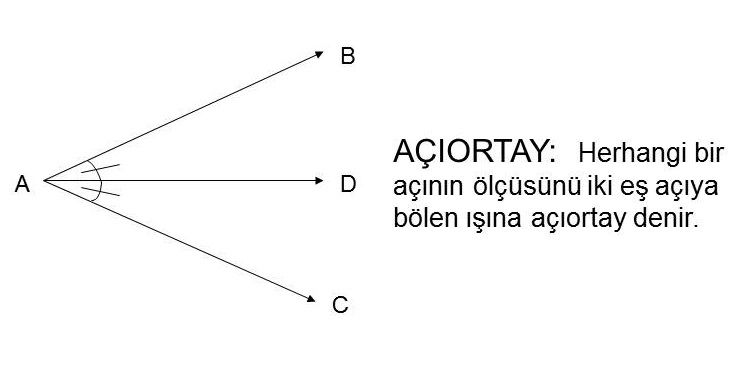 B
A
D
C
AÇIORTAY: Herhangi bir
açının ölçüsünü iki eş açıya
bölen ışına açıortay denir.